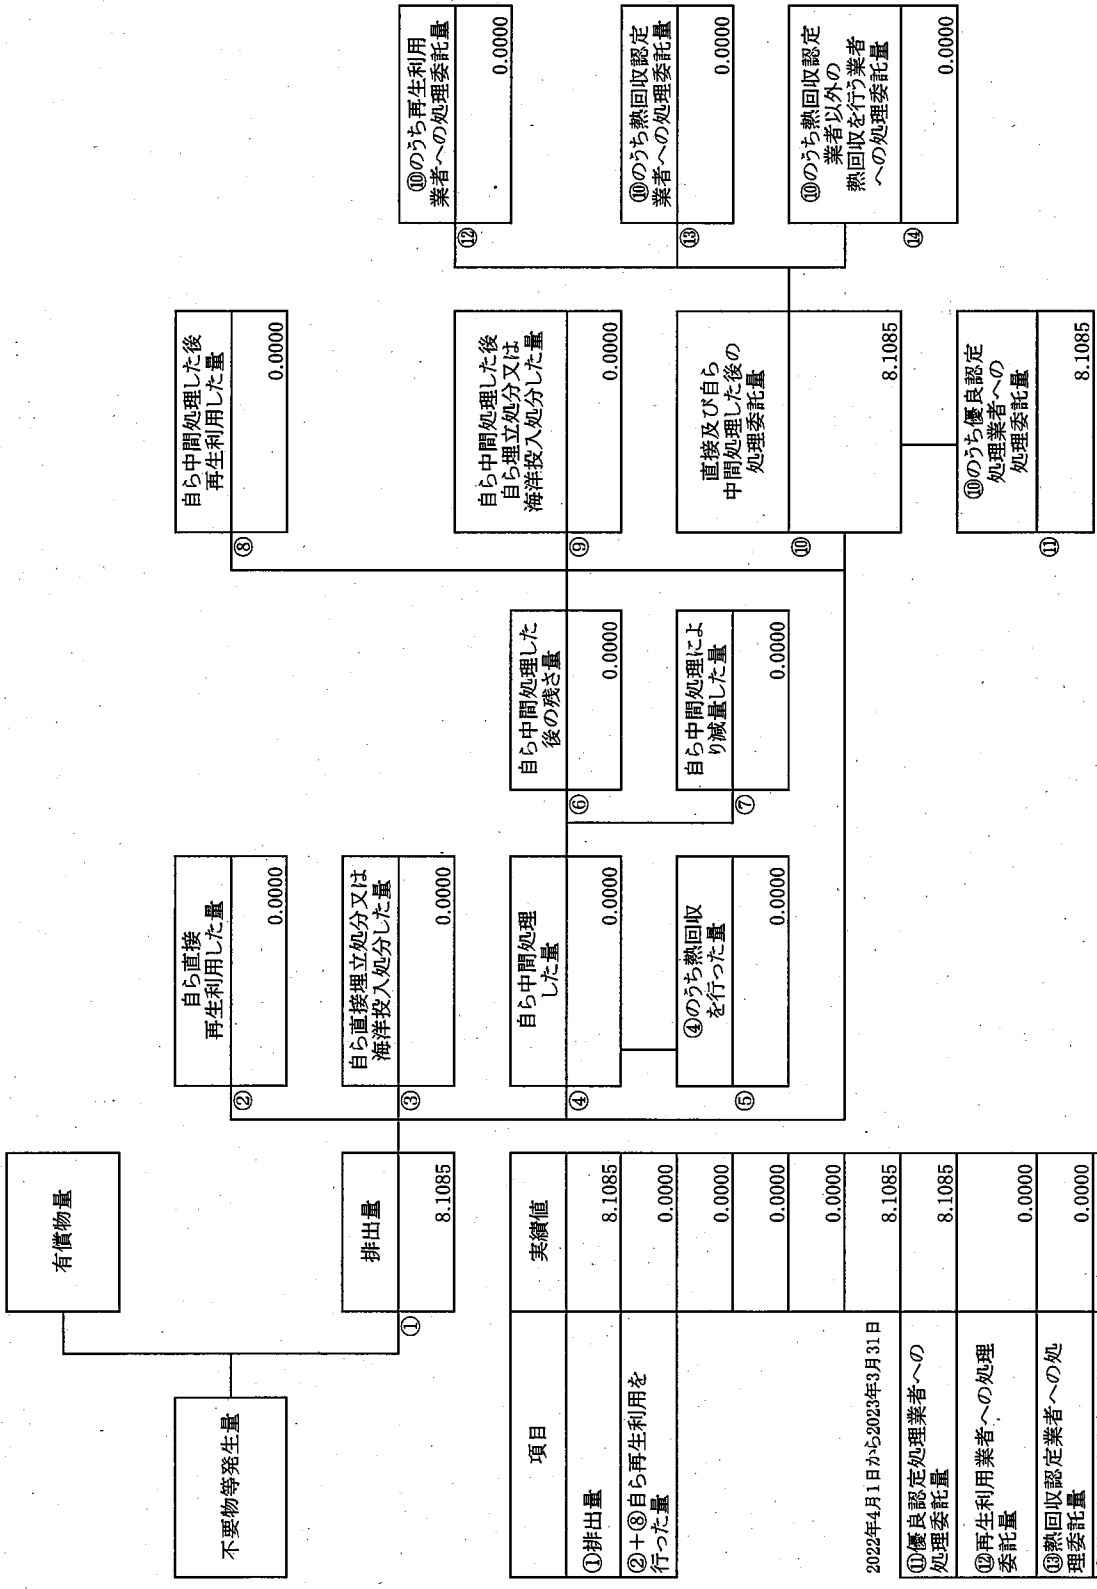 不要物等発生量
有償物量
①
排出量
8.1085
②
自ら直接
再生利用した量
0.0000
③
自ら直接埋立処分又は
海洋投入処分した量
0.0000
④
自ら中間処理
した量
0.0000
⑤
④のうち熱回収
を行った量
0.0000
⑥
自ら中間処理した
後の残さ量
0.0000
⑦
自ら中間処理によ
り減量した量
0.0000
⑧
自ら中間処理した後
再生利用した量
0.0000
⑨
自ら中間処理した後
自ら埋立処分又は
海洋投入処分した量
0.0000
⑩
直接及び自ら
中間処理した後の
処理委託量
8.1085
⑪
⑩のうち優良認定
処理業者への
処理委託量
8.1085
⑫
⑩のうち再生利用
業者への処理委託量
0.0000
⑬
⑩のうち熱回収認定
業者への処理委託量
0.0000
⑭
⑩のうち熱回収認定
業者以外の
熱回収を行う業者
への処理委託量
0.0000
項目
実績値
①排出量
8.1085
②+⑧自ら再生利用を
行った量
0.0000
0.0000
0.0000
0.0000
2022年4月1日から2023年3月31日
8.1085
⑪優良認定処理業者への
処理委託量
8.1085
⑫再生利用業者への処理
委託量
0.0000
⑬熱回収認定業者への処
理委託量
0.0000